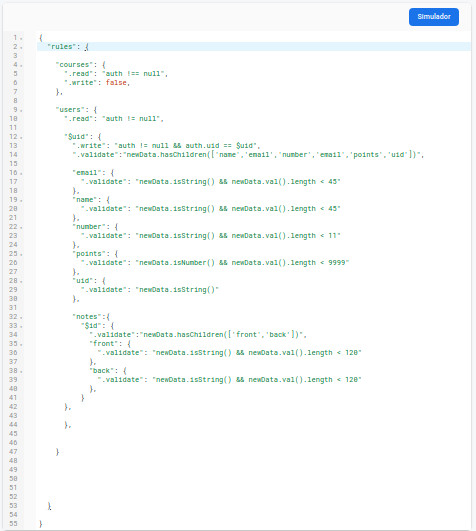 Simulador
1 {
2 "rules": {
3
4 "courses": {
5 ".read": "auth !== null",
6 ".write": false,
7 },
8
9 "users": {
10 ".read": "auth != null",
11
12 "$uid": {
13 ".write": "auth != null && auth.uid == $uid",
14 ".validate":"newData.hasChildren(['name','email','number','email','points','uid'])",
15
16 "email": {
17 ".validate": "newData.isString() && newData.val().length < 45"
18 },
19 "name": {
20 ".validate": "newData.isString() && newData.val().length < 45"
21 },
22 "number": {
23 ".validate": "newData.isString() && newData.val().length < 11"
24 },
25 "points": {
26 ".validate": "newData.isNumber() && newData.val().length < 9999"
27 },
28 "uid": {
29 ".validate": "newData.isString()"
30 },
31
32 "notes":{
33 "$id": {
34 ".validate":"newData.hasChildren(['front','back'])",
35 "front": {
36 ".validate": "newData.isString() && newData.val().length < 120"
37 },
38 "back": {
39 ".validate": "newData.isString() && newData.val().length < 120"
40 },
41 }
42 },
43
44 },
45
46
47 }
48
49
50
51
52
53 }
54
55 }